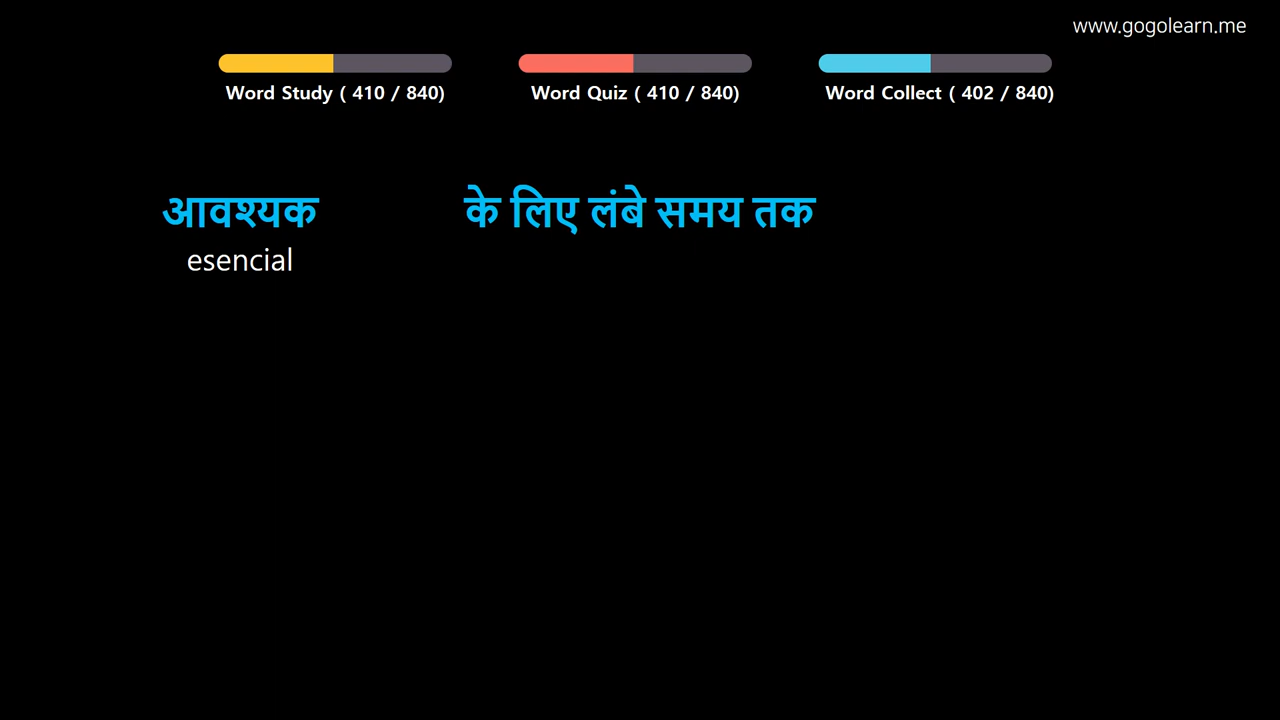 www.gogolearn.me
Word Study ( 410 / 840)
Word Quiz ( 410 / 840)
Word Collect ( 402 / 840)
आवश्यक
esencial
के लिए लंबे समय तक